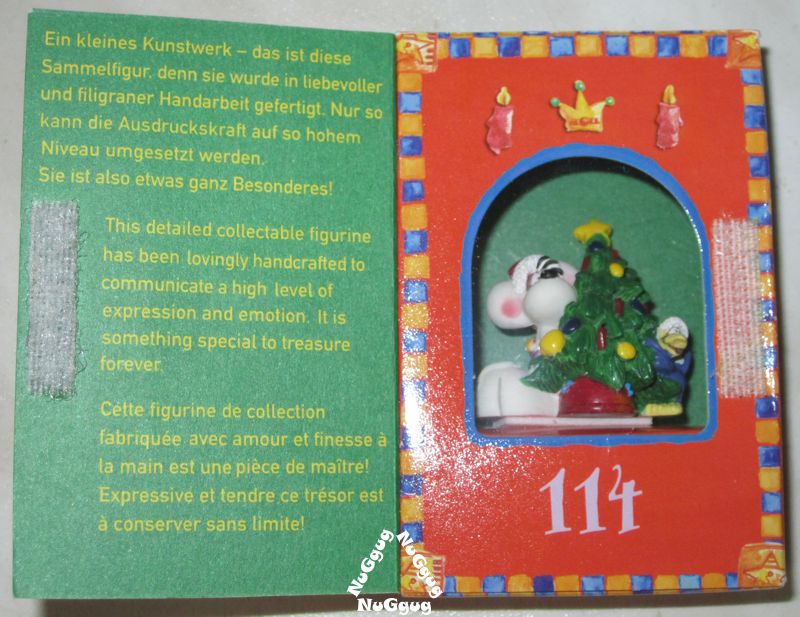 Ein kleines Kunstwerk – das ist diese
Sammelfigur, denn sie wurde in liebevoller
und filigraner Handarbeit gefertigt. Nur so
kann die Ausdruckskraft auf so hohem
Niveau umgesetzt werden.
Sie ist also etwas ganz Besonderes!
This detailed collectable figurine
has been lovingly handcrafted to
communicate a high level of
expression and emotion. It is
something special to treasure
forever.
Cette figurine de collection
fabriquée avec amour et finesse à
la main est une pièce de maître!
Expressive et tendre ce trésor est
à conserver sans limite!
114
NuGgug
NuGgug
NuGgug